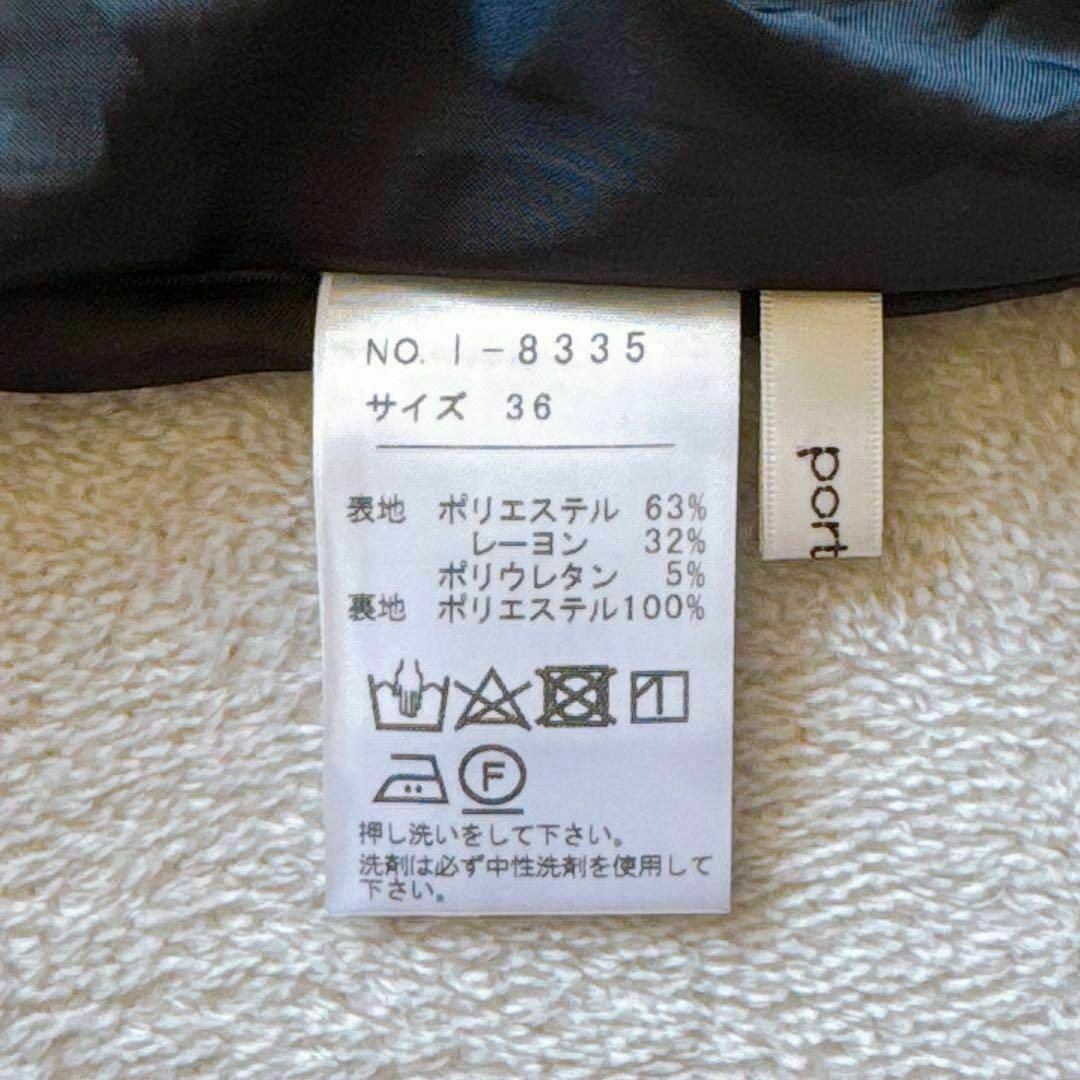 NO. I-8335
サイズ 36
表地 ポリエステル 63%
レーヨン 32%
ポリウレタン 5%
裏地 ポリエステル100%
F
押し洗いをして下さい。
洗剤は必ず中性洗剤を使用して
下さい。
port